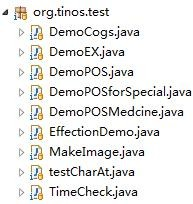 org.tinos.test
DemoCogs.java
DemoEX.java
DemoPOS.java
DemoPOSforSpecial.java
DemoPOSMedcine.java
EffectionDemo.java
MakeImage.java
testCharAt.java
TimeCheck.java